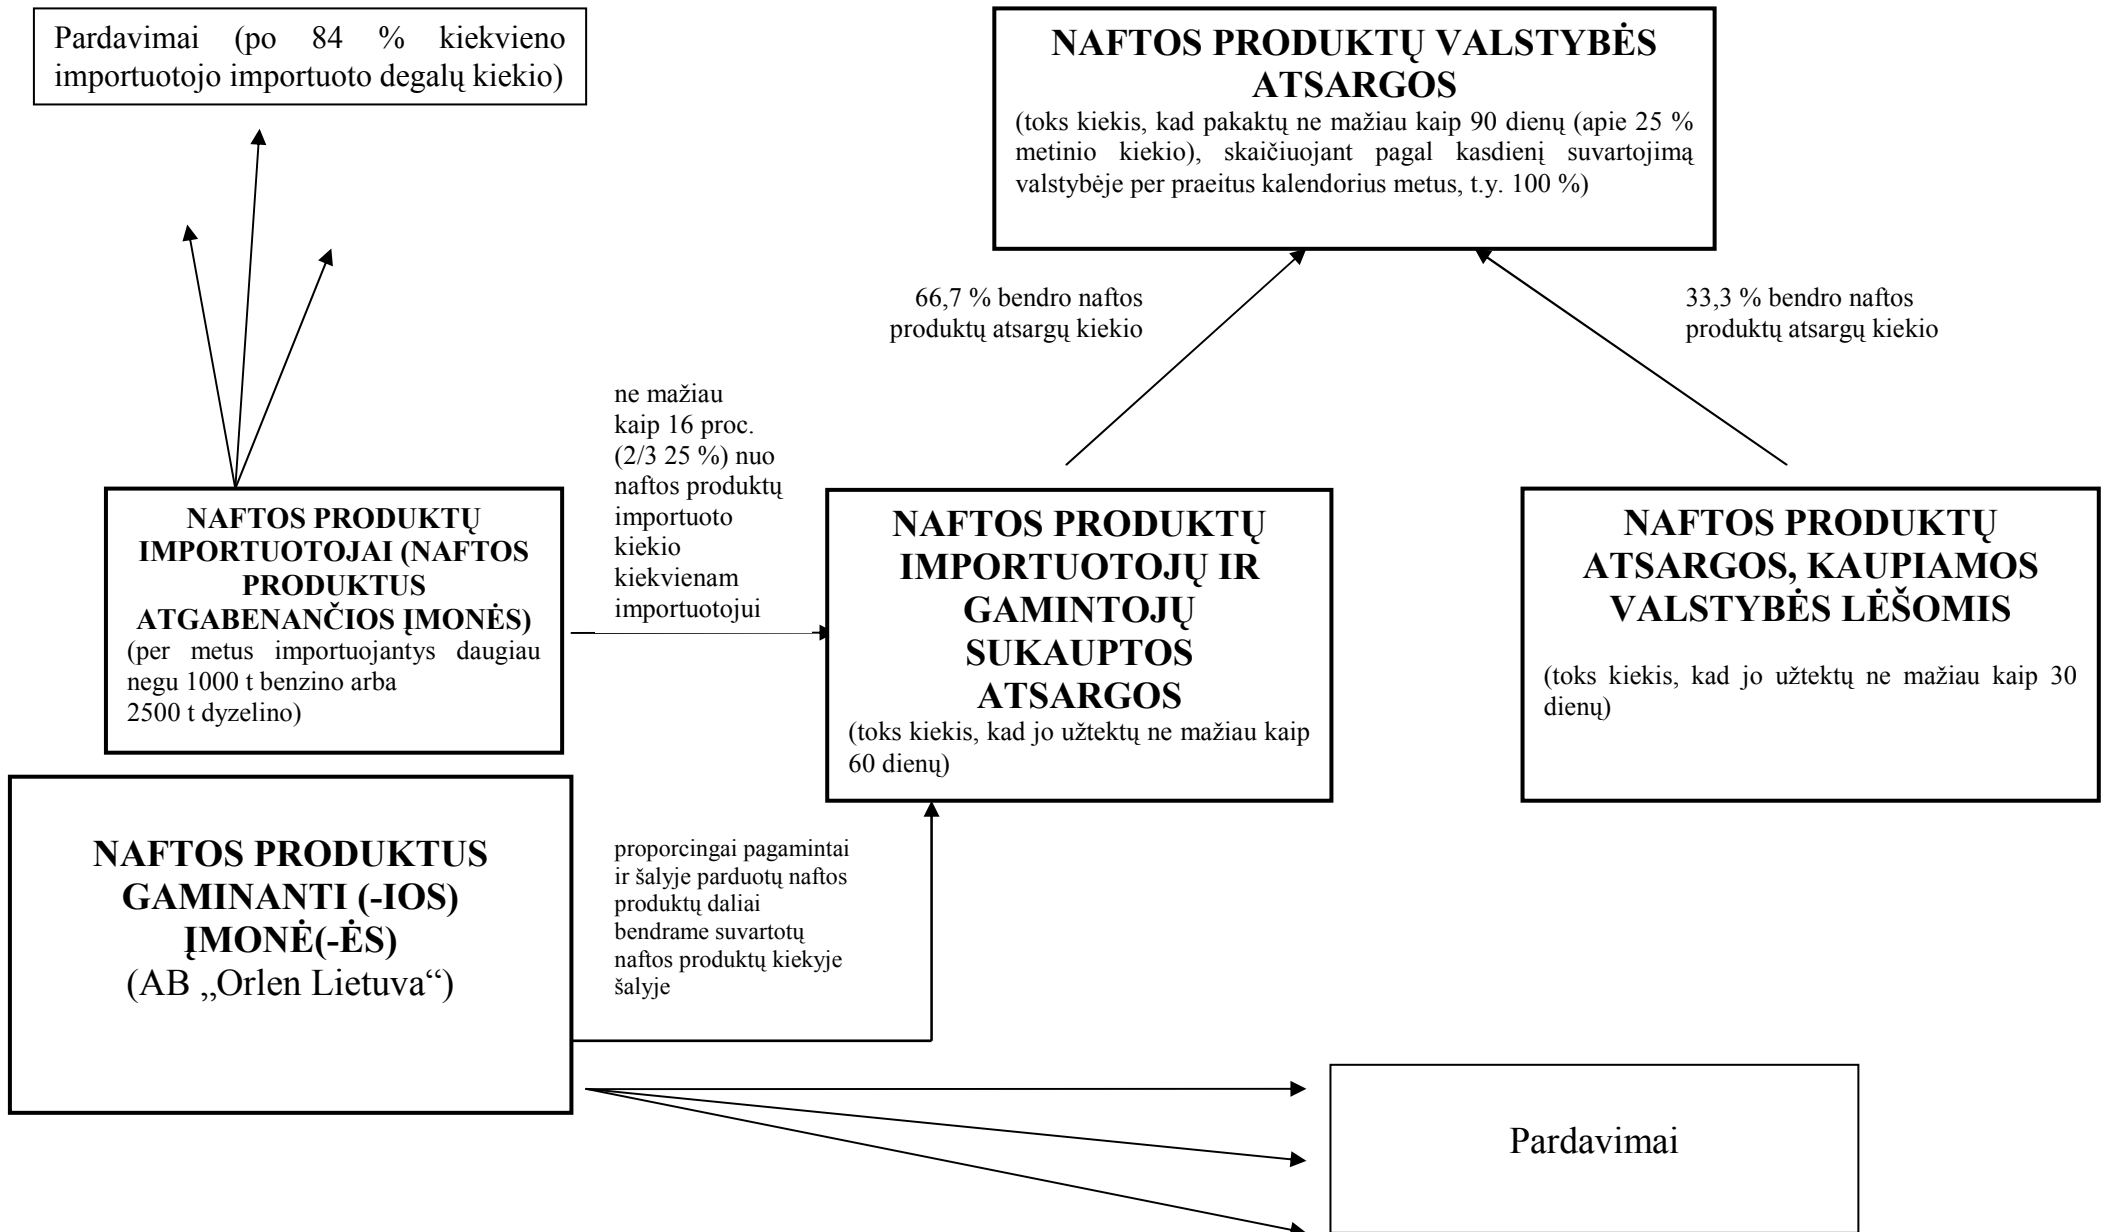 Pardavimai (po 84 % kiekvieno
importuotojo importuoto degalų kiekio)
NAFTOS PRODUKTŲ VALSTYBĖS
ATSARGOS
(toks kiekis, kad pakaktų ne mažiau kaip 90 dienų (apie 25 %
metinio kiekio), skaičiuojant pagal kasdienį suvartojimą
valstybėje per praeitus kalendorius metus, t.y. 100 %)
66,7 % bendro naftos
produktų atsargų kiekio
33,3 % bendro naftos
produktų atsargų kiekio
ne mažiau
kaip 16 proc.
(2/3 25 %) nuo
naftos produktų
importuoto
kiekio
kiekvienam
importuotojui
NAFTOS PRODUKTŲ
IMPORTUOTOJAI (NAFTOS
PRODUKTUS
ATGABENANČIOS ĮMONĖS)
(per metus importuojantys daugiau
negu 1000 t benzino arba
2500 t dyzelino)
NAFTOS PRODUKTŲ
IMPORTUOTOJŲ IR
GAMINTOJŲ
SUKAUPTOS
ATSARGOS
(toks kiekis, kad jo užtektų ne mažiau kaip
60 dienų)
NAFTOS PRODUKTŲ
ATSARGOS, KAUPIAMOS
VALSTYBĖS LĖŠOMIS
(toks kiekis, kad jo užtektų ne mažiau kaip 30
dienų)
NAFTOS PRODUKTUS
GAMINANTI (-IOS)
ĮMONĖ(-ĖS)
(AB „Orlen Lietuva“)
proporcingai pagamintai
ir šalyje parduotų naftos
produktų daliai
bendrame suvartotų
naftos produktų kiekyje
šalyje
Pardavimai